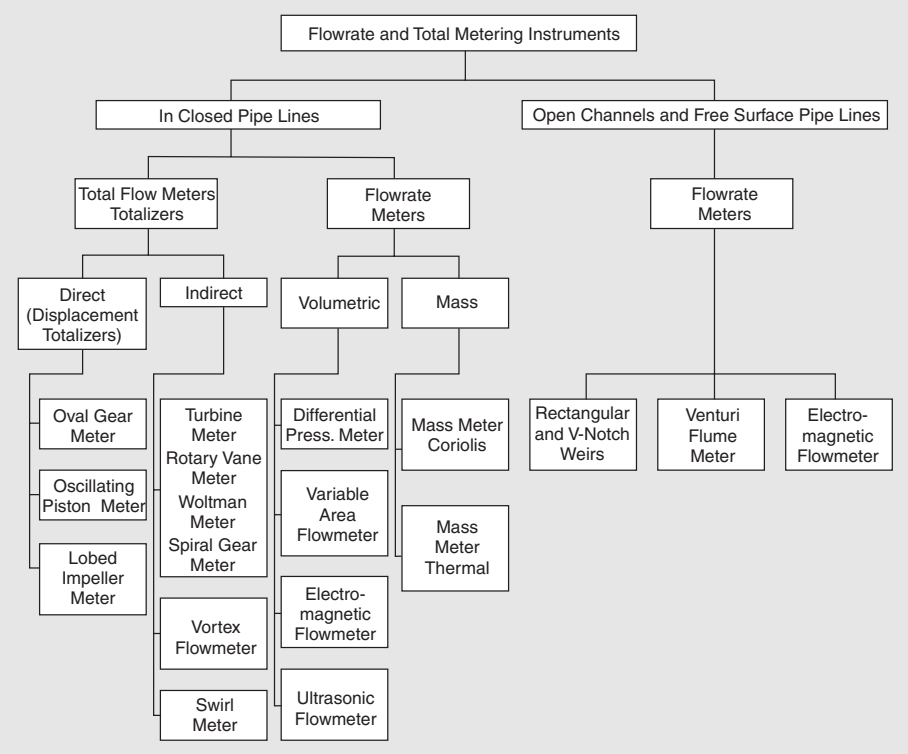 Flowrate and Total Metering Instruments
In Closed Pipe Lines
Open Channels and Free Surface Pipe Lines
Total Flow Meters
Totalizers
Flowrate
Meters
Flowrate
Meters
Direct
(Displacement
Totalizers)
Indirect
Volumetric
Mass
Oval Gear
Meter
Oscillating
Piston Meter
Lobed
Impeller
Meter
Turbine
Meter
Rotary Vane
Meter
Woltman
Meter
Spiral Gear
Meter
Vortex
Flowmeter
Swirl
Meter
Differential
Press. Meter
Variable
Area
Flowmeter
Electro-
magnetic
Flowmeter
Ultrasonic
Flowmeter
Mass Meter
Coriolis
Mass
Meter
Thermal
Rectangular
and V-Notch
Weirs
Venturi
Flume
Meter
Electro-
magnetic
Flowmeter